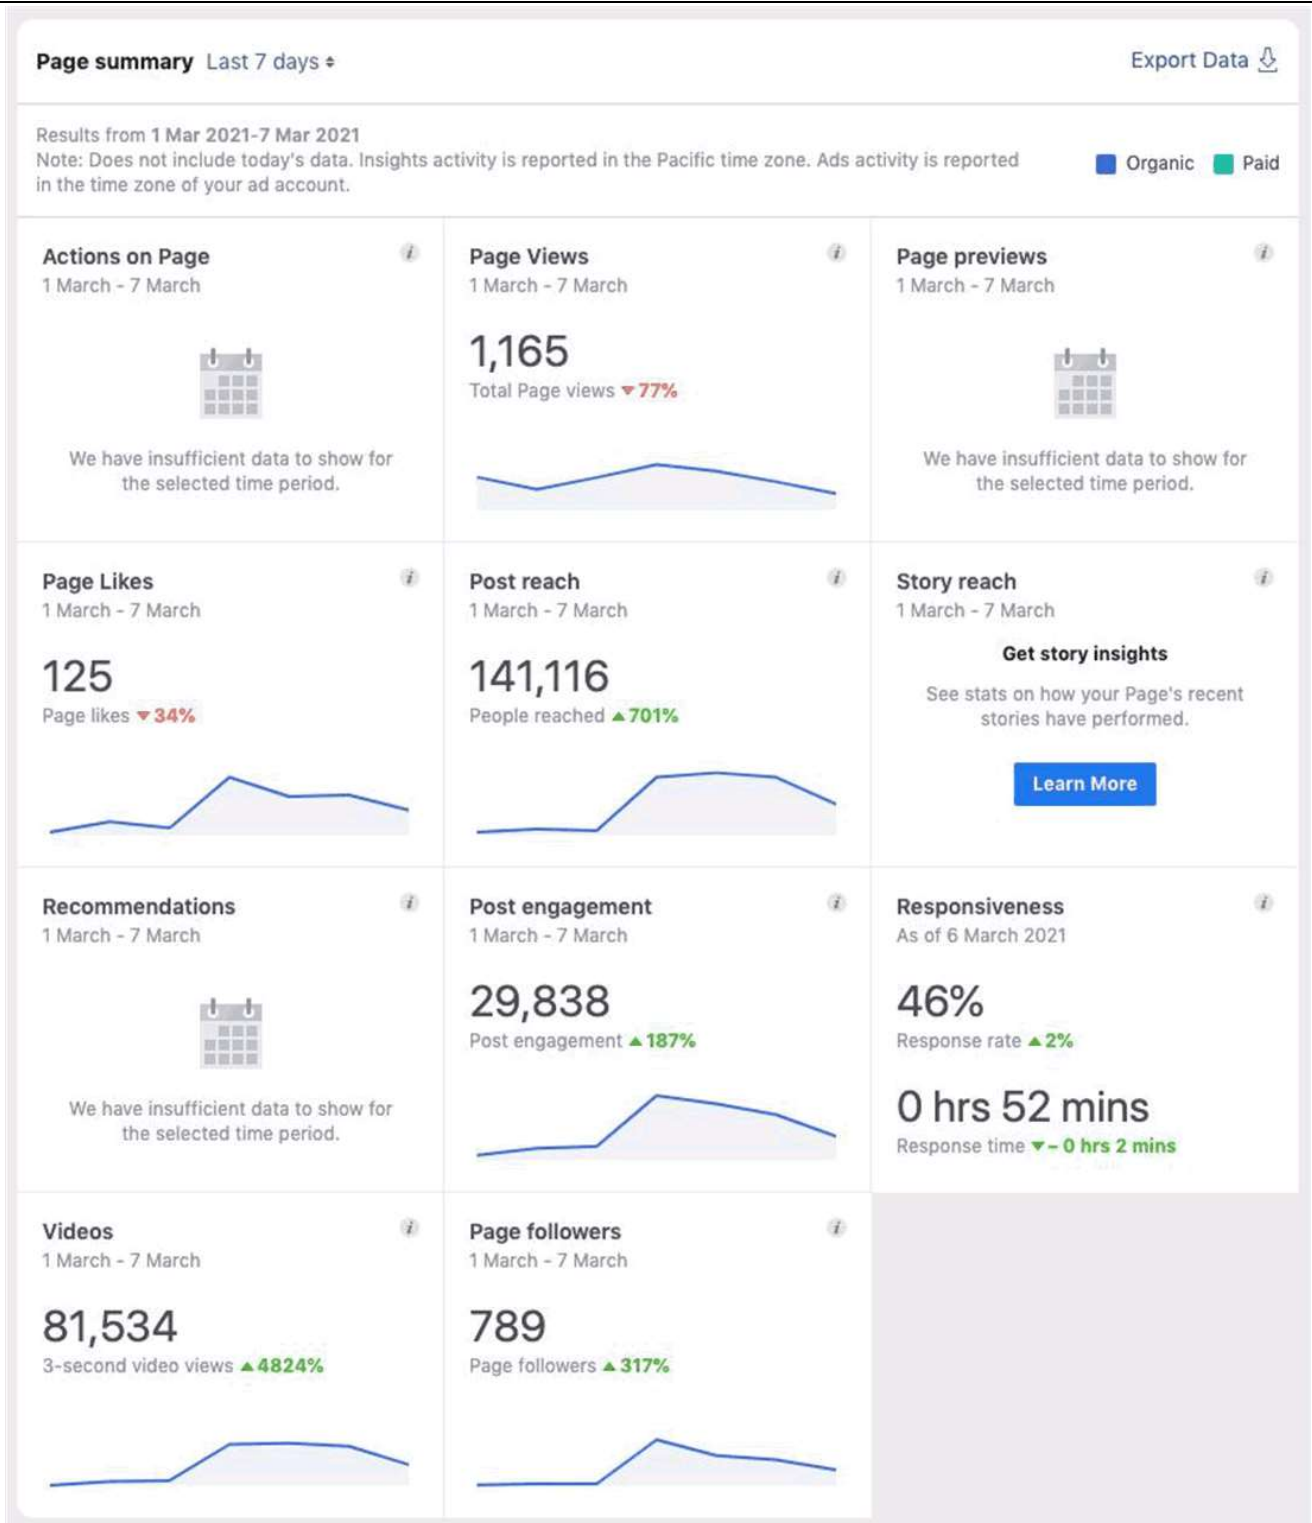 Page summary Last 7 days
Export Data
Results from 1 Mar 2021-7 Mar 2021
Note: Does not include today's data. Insights activity is reported in the Pacific time zone. Ads activity is reported
in the time zone of your ad account.
Organic Paid
Actions on Page
1 March - 7 March
We have insufficient data to show for
the selected time period.
Page Views
1 March - 7 March
1,165
Total Page views ▼77%
Page previews
1 March - 7 March
We have insufficient data to show for
the selected time period.
Page Likes
1 March - 7 March
125
Page likes ▼34%
Post reach
1 March - 7 March
141,116
People reached ▲701%
Story reach
1 March - 7 March
Get story insights
See stats on how your Page's recent
stories have performed.
Learn More
Recommendations
1 March - 7 March
We have insufficient data to show for
the selected time period.
Post engagement
1 March - 7 March
29,838
Post engagement ▲187%
Responsiveness
As of 6 March 2021
46%
Response rate ▲2%
0 hrs 52 mins
Response time ▼– 0 hrs 2 mins
Videos
1 March - 7 March
81,534
3-second video views ▲4824%
Page followers
1 March - 7 March
789
Page followers ▲317%